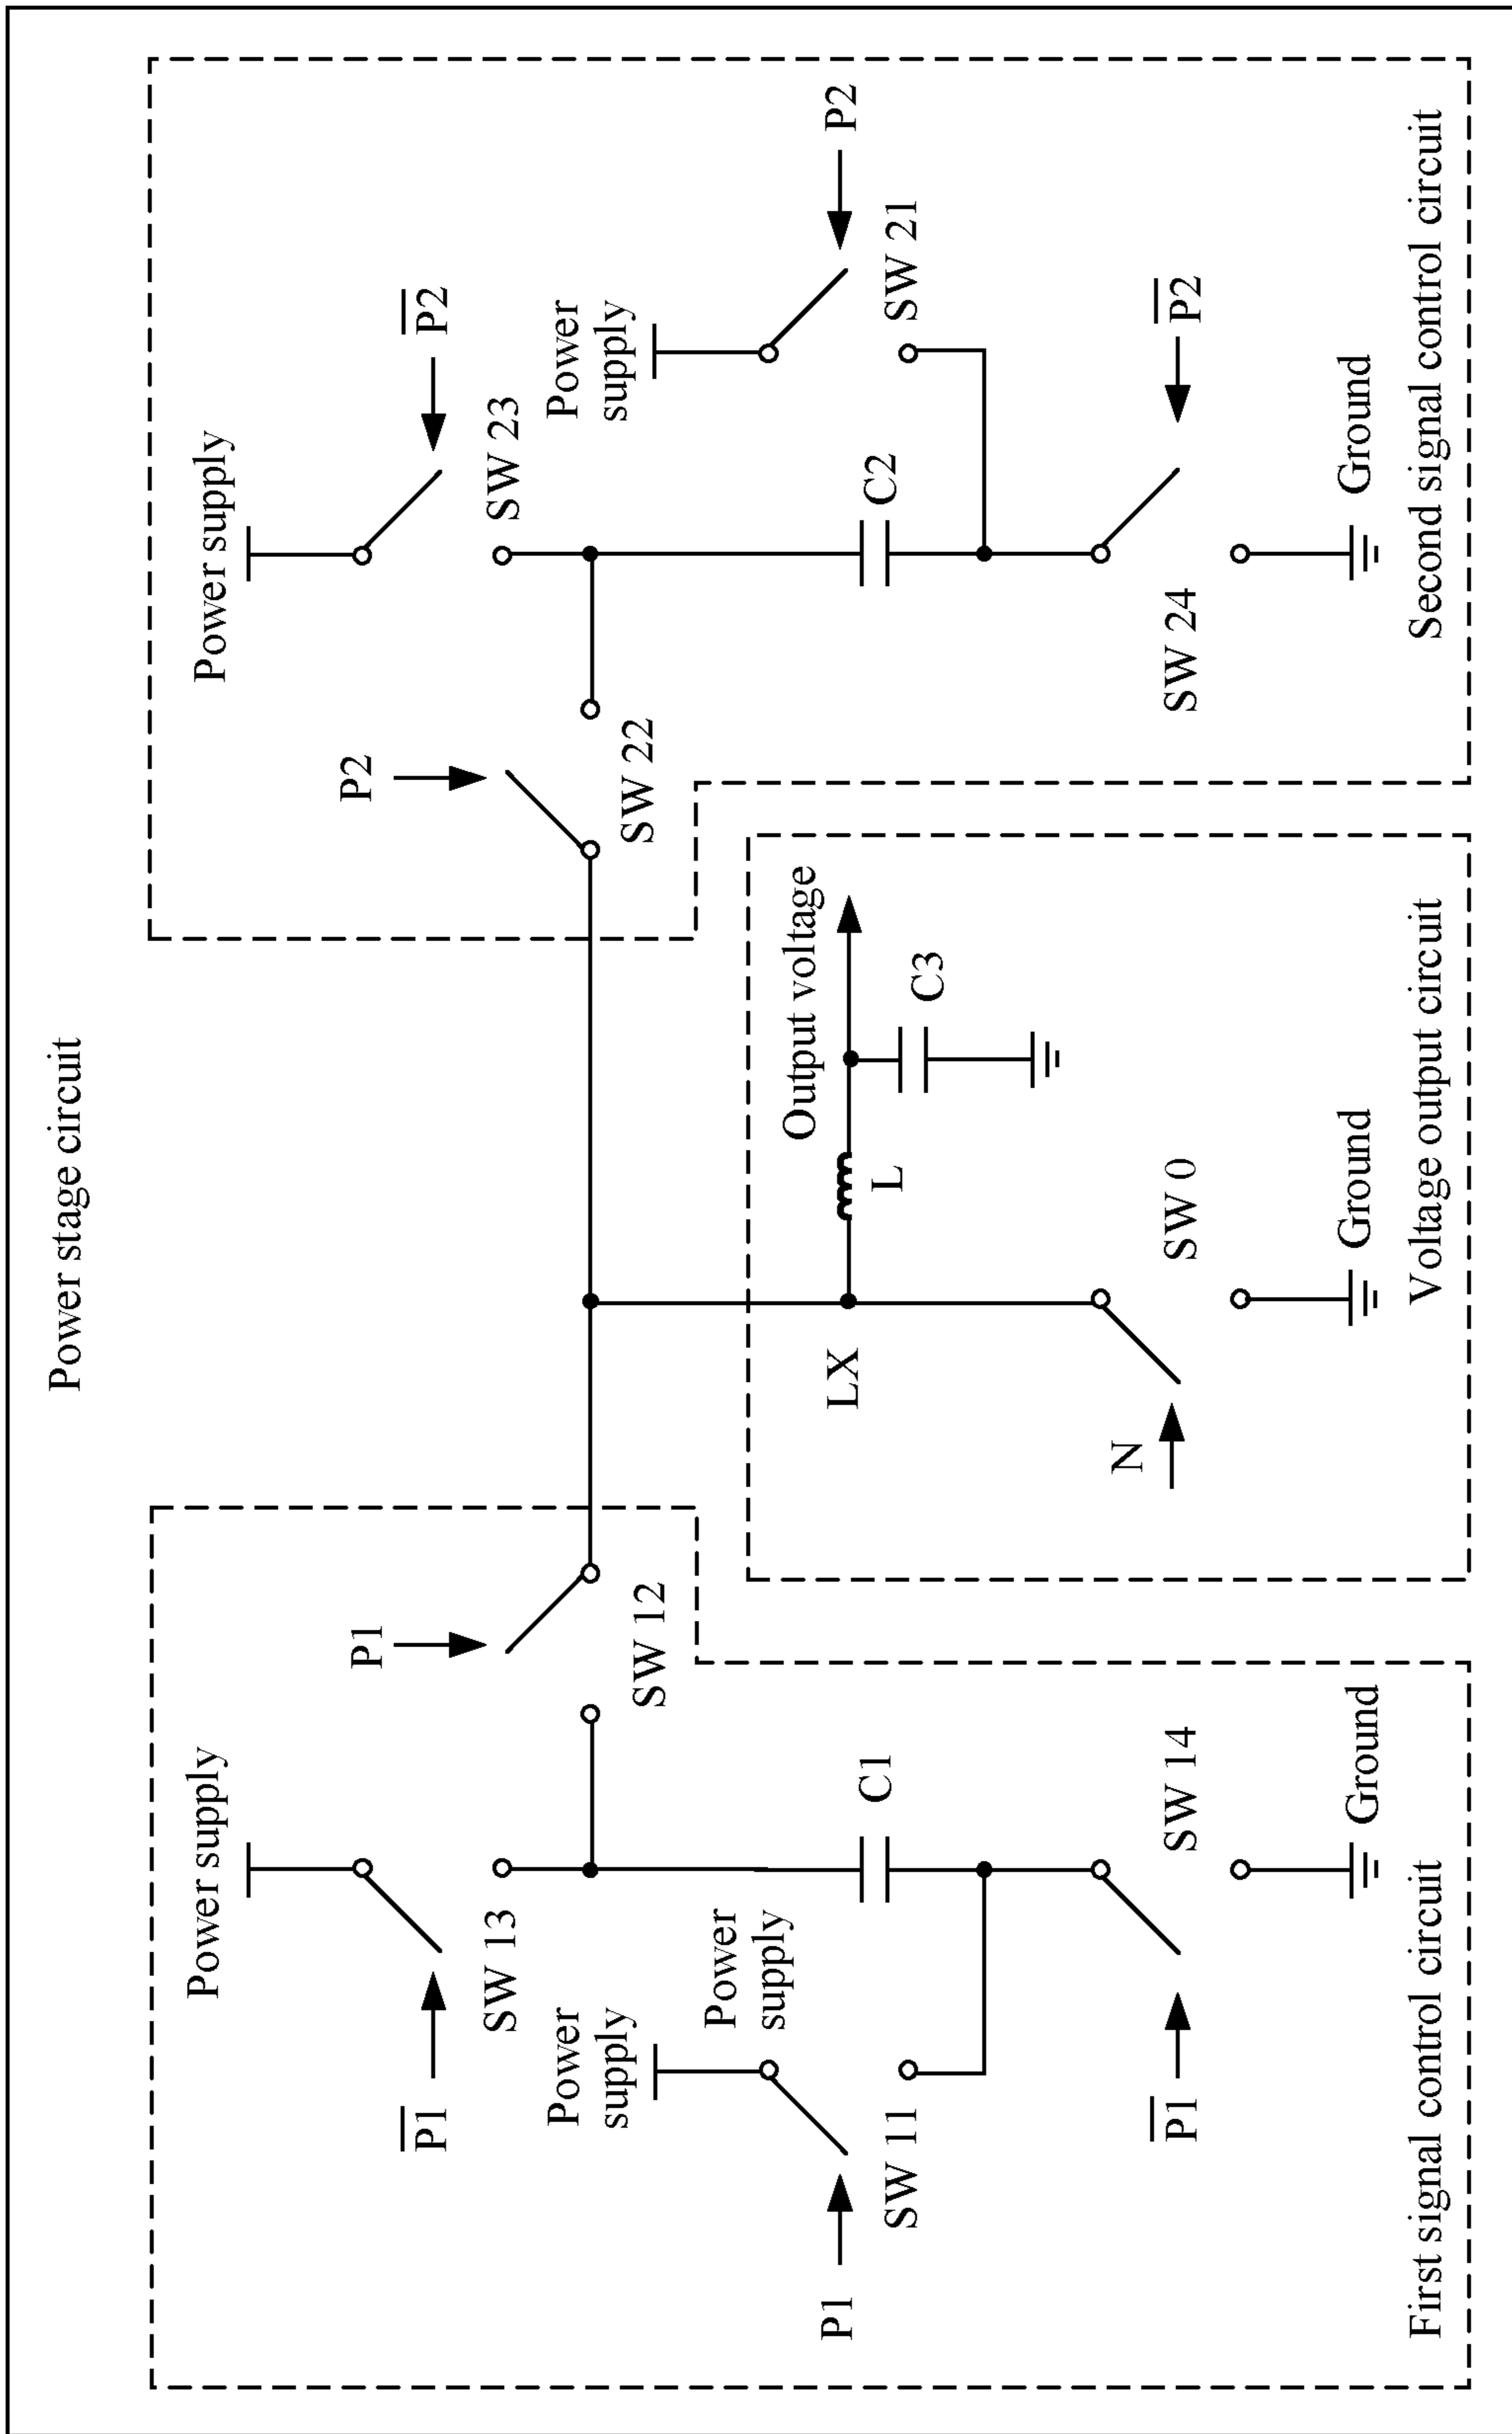 Power stage circuit
Power supply
P̅1̅
SW 13
P1
SW 12
Power
supply
Power
supply
P1
SW 11
C1
P̅1̅
SW 14
Ground
First signal control circuit
LX
L
Output voltage
C3
N
SW 0
Ground
Voltage output circuit
P2
SW 22
Power supply
P̅2̅
SW 23
Power
supply
P2
SW 21
C2
P̅2̅
SW 24
Ground
Second signal control circuit